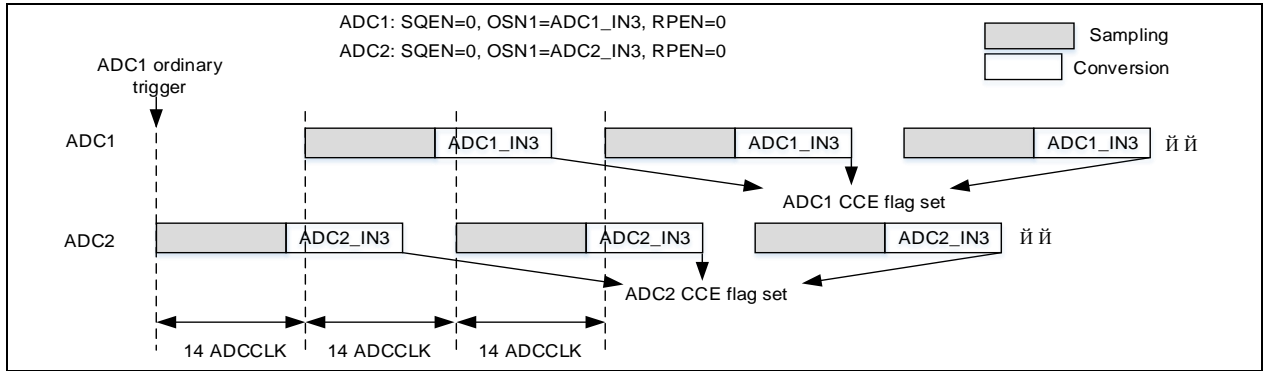 ADC1: SQEN=0, OSN1=ADC1_IN3, RPEN=0
ADC2: SQEN=0, OSN1=ADC2_IN3, RPEN=0
Sampling
Conversion
ADC1 ordinary
trigger
ADC1
ADC1_IN3
ADC1_IN3
ADC1_IN3
Й Й
ADC1 CCE flag set
ADC2
ADC2_IN3
ADC2_IN3
ADC2_IN3
Й Й
ADC2 CCE flag set
14 ADCCLK
14 ADCCLK
14 ADCCLK